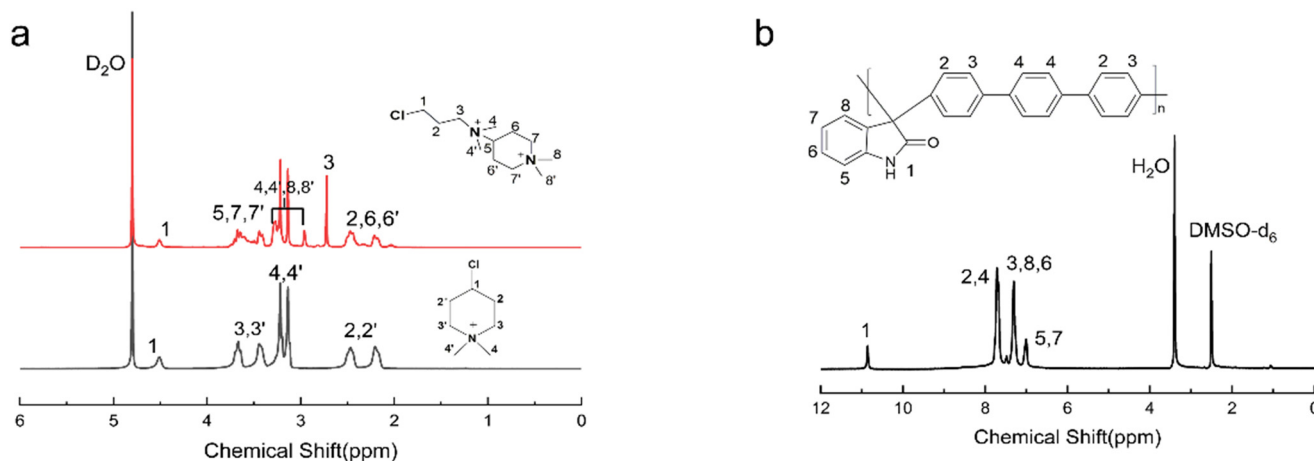 a
D₂O
Cl
1
2
3
N
+
4
4'
5
6
6'
7
7'
N
+
8
8'
1
5,7,7'
4,4',8,8'
3
2,6,6'
Cl
1
2'
2
3'
3
N
+
4'
4
1
3,3'
4,4'
2,2'
6 5 4 3 2 1 0
Chemical Shift(ppm)
b
2 3 4 4 2 3
n
8
7
6
5
N
H
1
O
H₂O
DMSO-d₆
1
2,4
3,8,6
5,7
12 10 8 6 4 2 0
Chemical Shift(ppm)